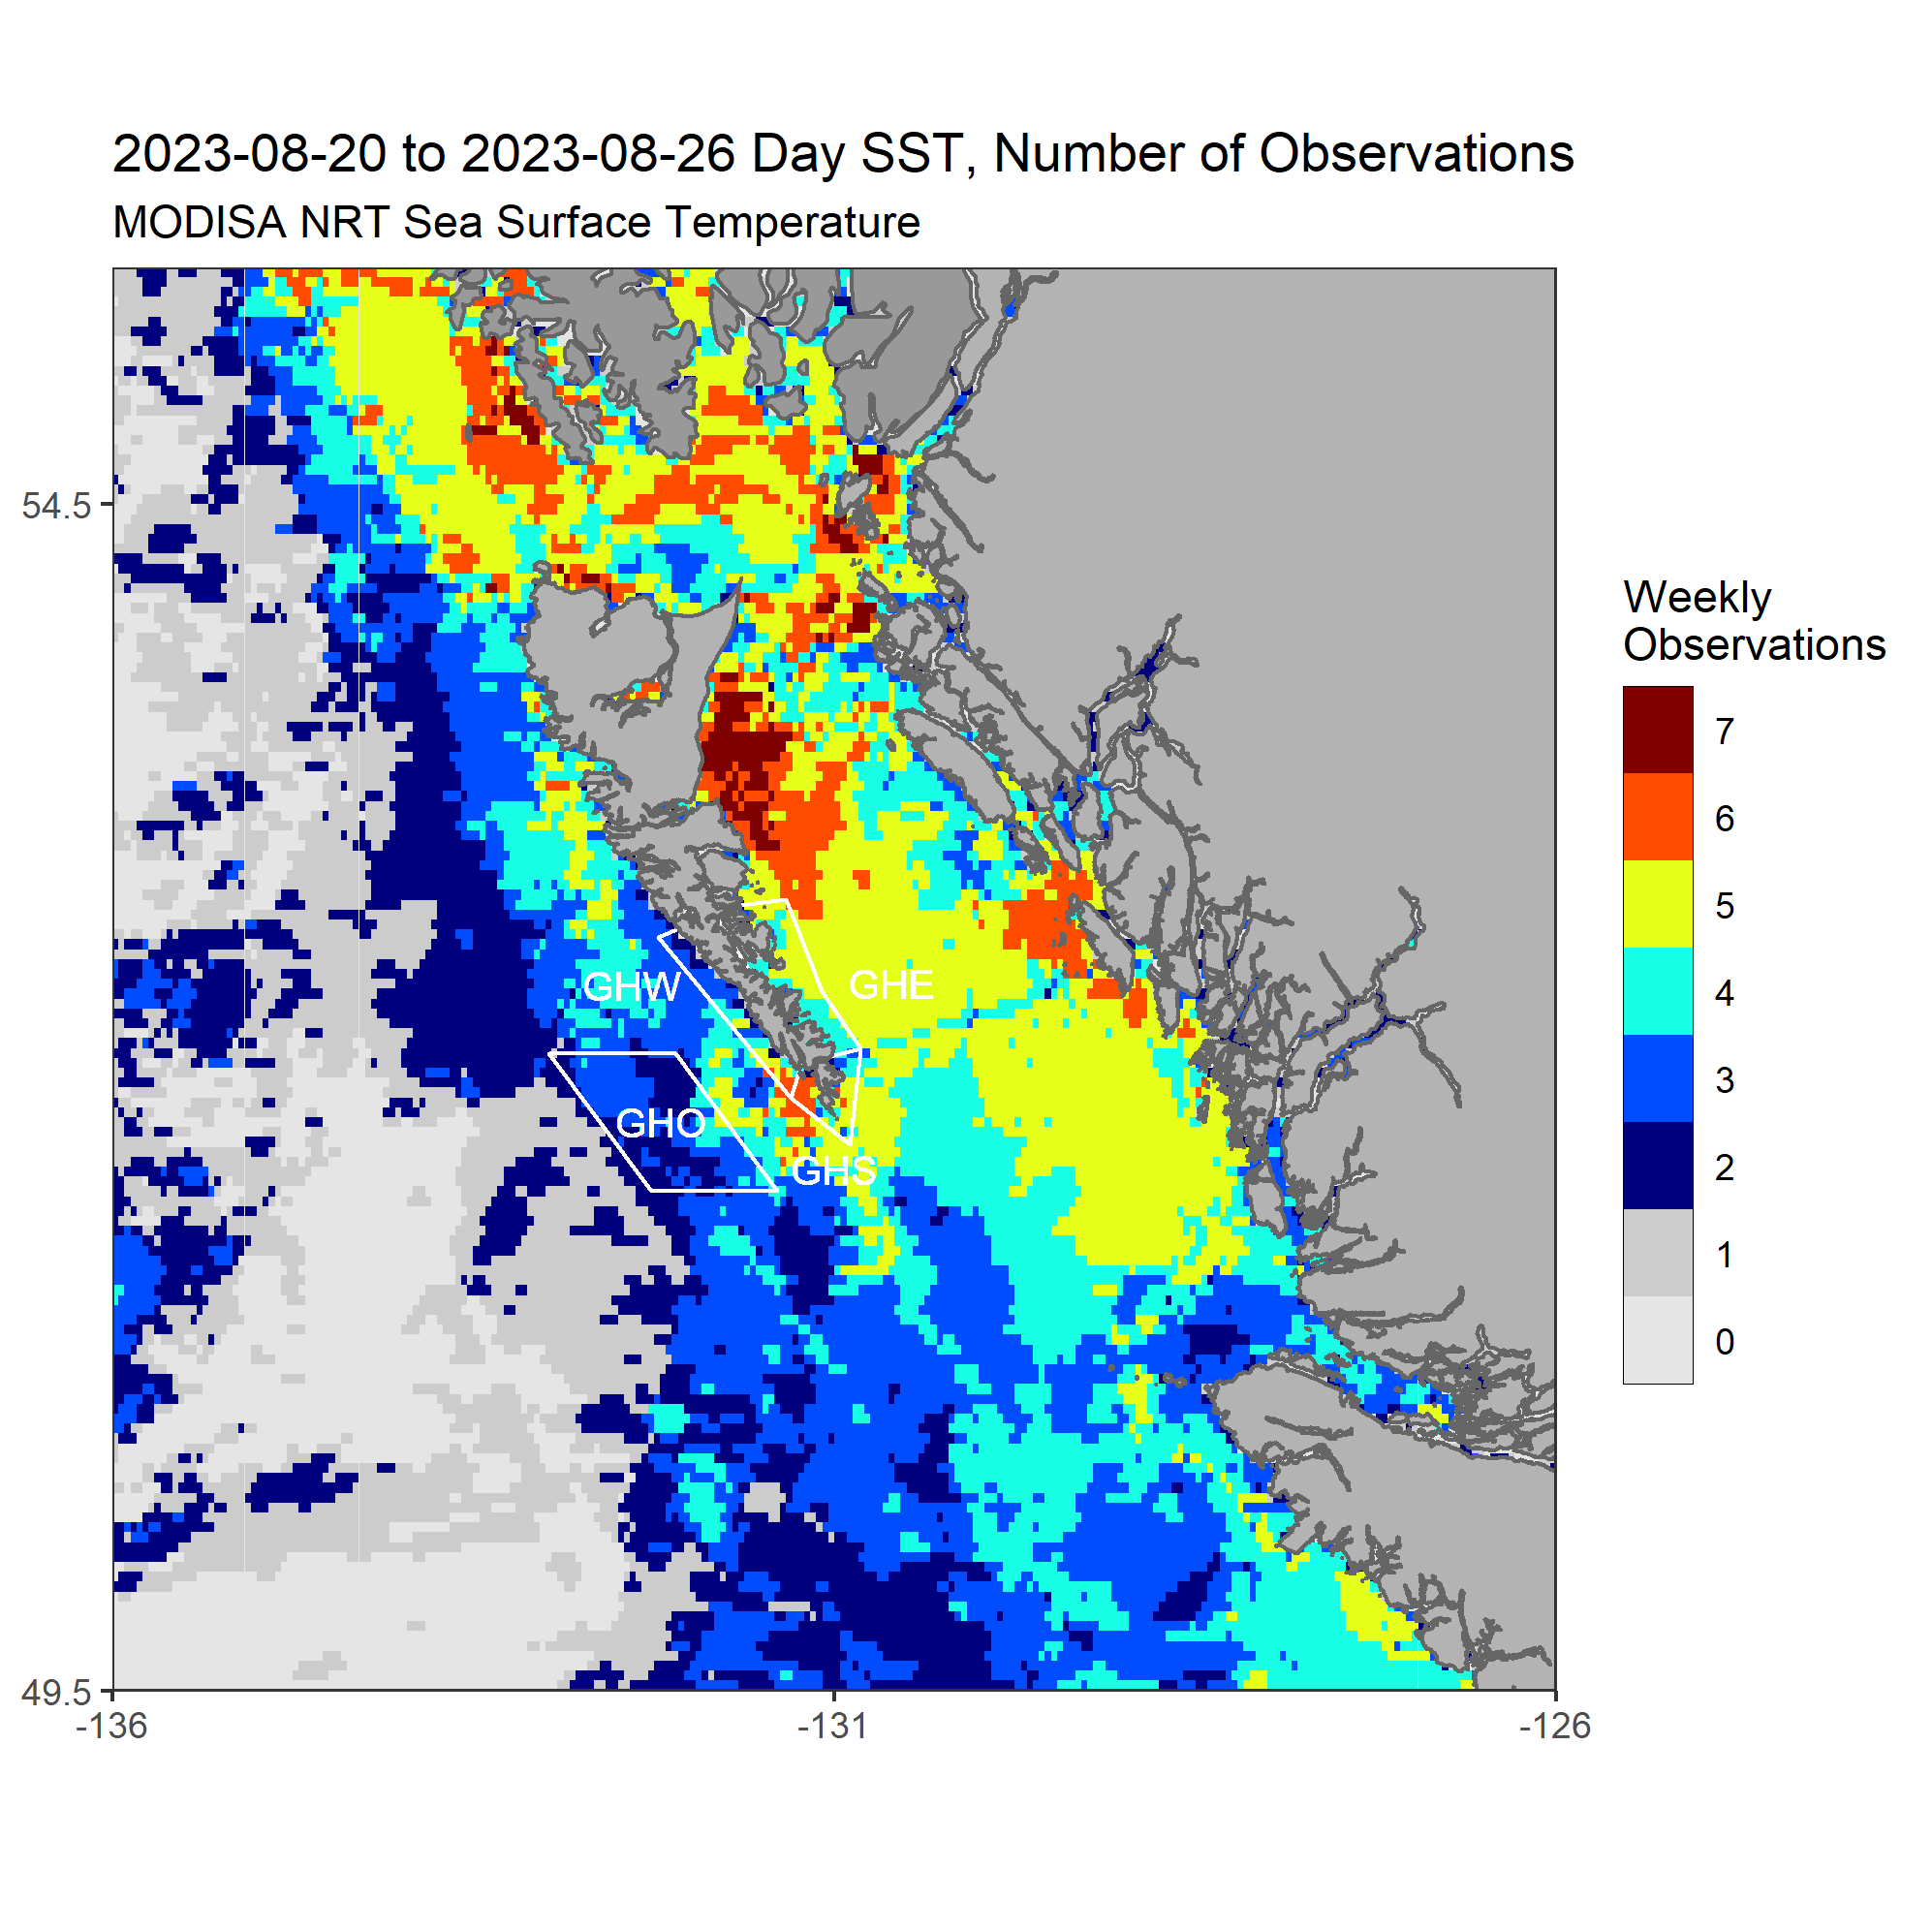 2023-08-20 to 2023-08-26 Day SST, Number of Observations
MODISA NRT Sea Surface Temperature
54.5
49.5
-136
-131
-126
GHW
GHE
GHO
GHS
Weekly
Observations
7
6
5
4
3
2
1
0